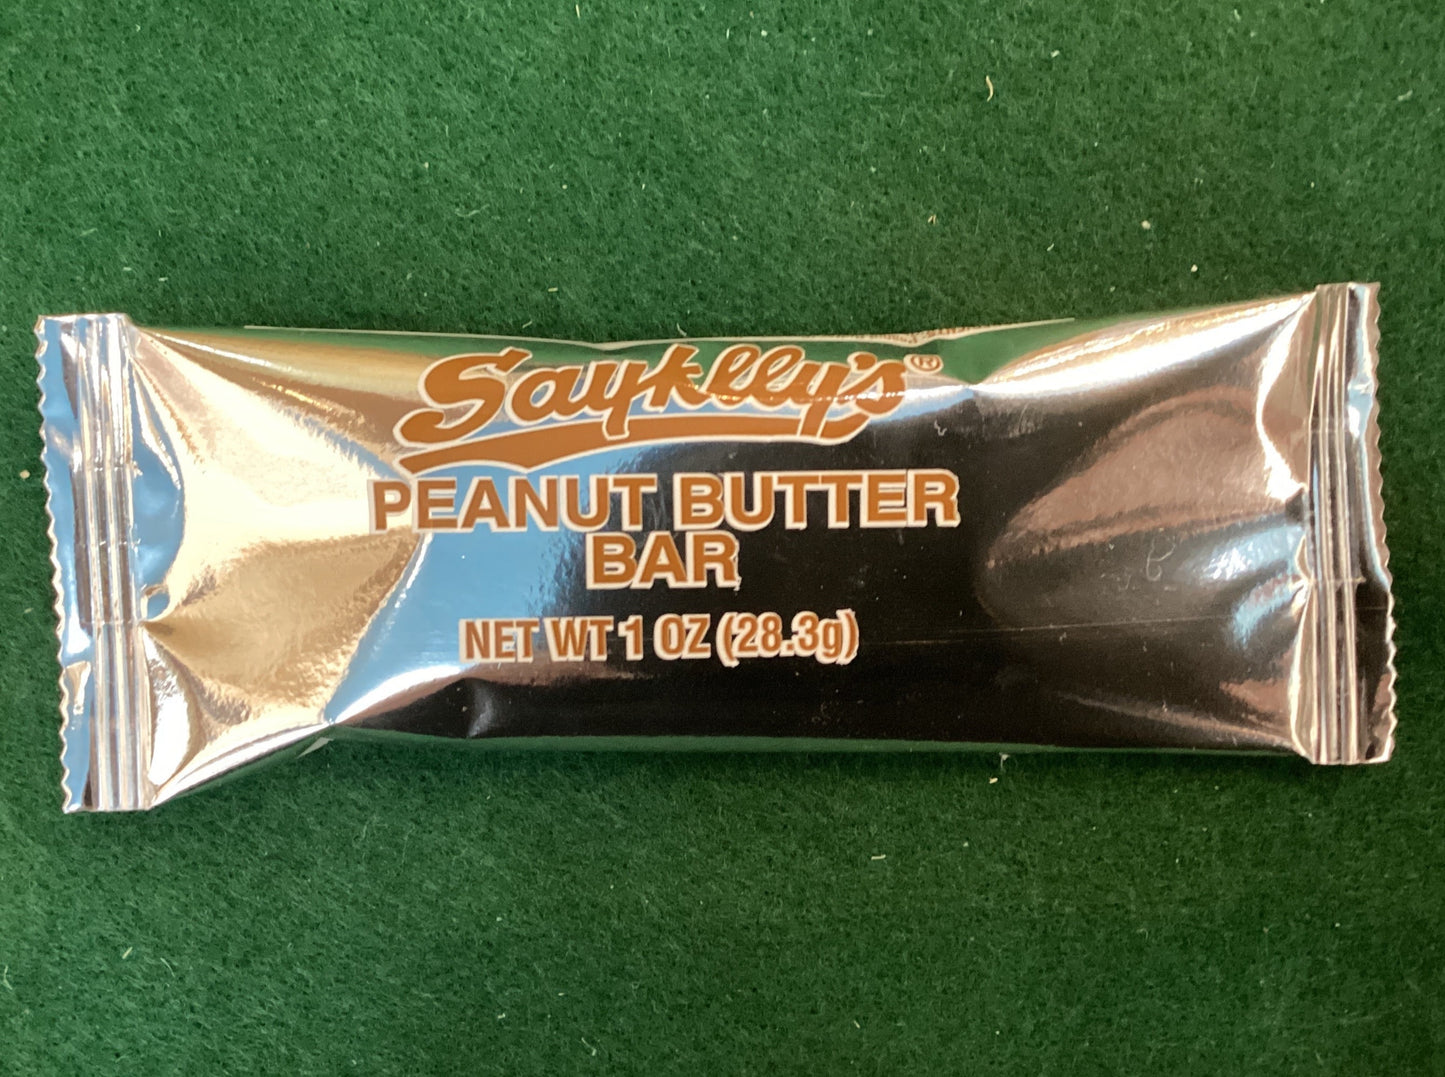 Sayklly's®
PEANUT BUTTER
BAR
NET WT 1 OZ (28.3g)